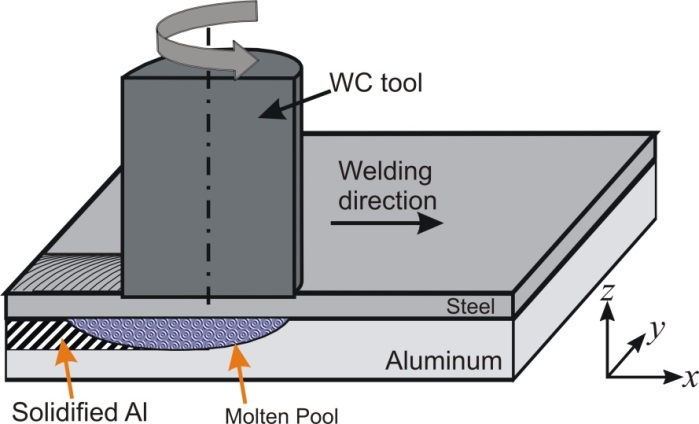 WC tool
Welding
direction
Steel
z
y
x
Aluminum
Solidified Al
Molten Pool